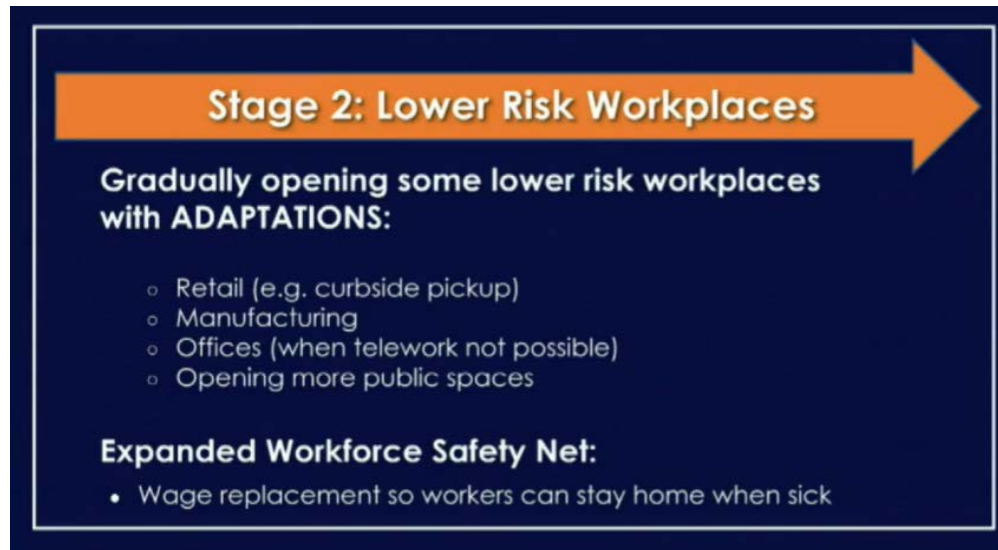 Stage 2: Lower Risk Workplaces
Gradually opening some lower risk workplaces
with ADAPTATIONS:
○ Retail (e.g. curbside pickup)
○ Manufacturing
○ Offices (when telework not possible)
○ Opening more public spaces
Expanded Workforce Safety Net:
• Wage replacement so workers can stay home when sick